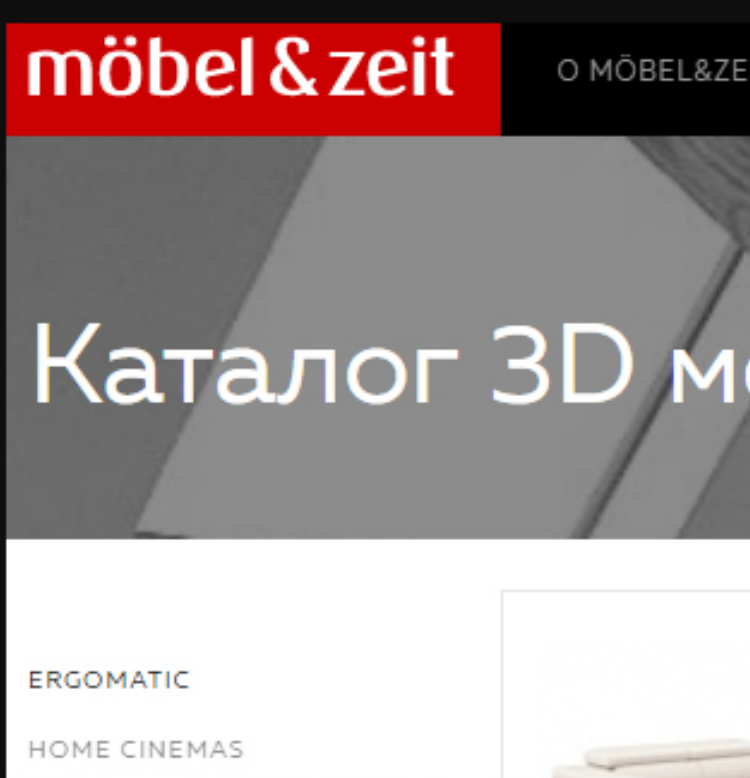 möbel & zeit
О MÖBEL&ZE
Каталог 3D м
ERGOMATIC
HOME CINEMAS